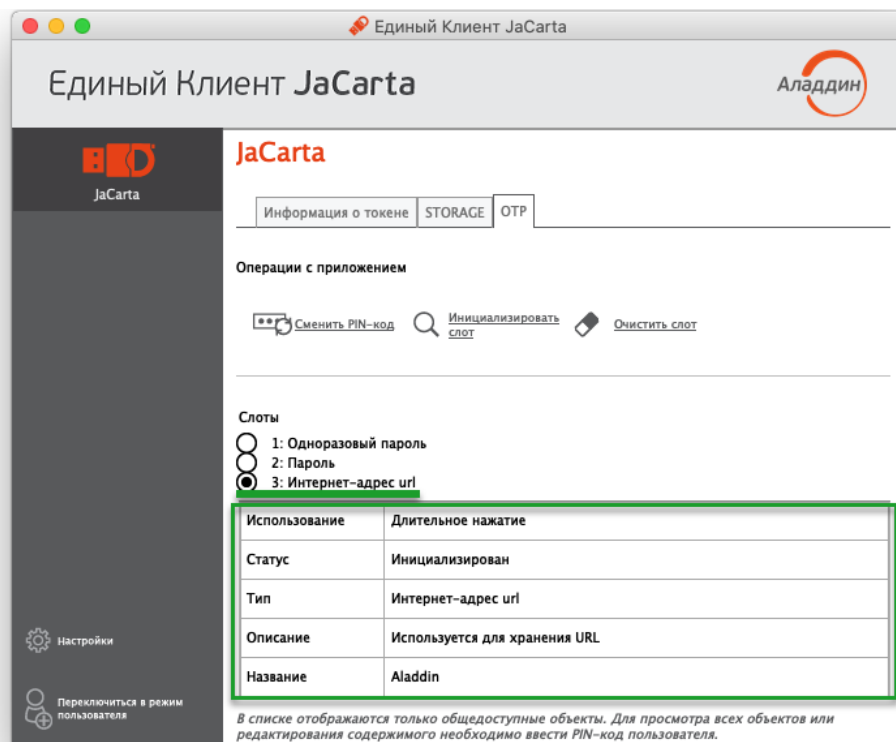 Единый Клиент JaCarta
Единый Клиент JaCarta
Аладдин
JaCarta
JaCarta
Информация о токене
STORAGE
OTP
Операции с приложением
Сменить PIN-код
Инициализировать
слот
Очистить слот
Слоты
1: Одноразовый пароль
2: Пароль
3: Интернет-адрес url
Использование Длительное нажатие
Статус Инициализирован
Тип Интернет-адрес url
Описание Используется для хранения URL
Название Aladdin
Настройки
Переключиться в режим
пользователя
В списке отображаются только общедоступные объекты. Для просмотра всех объектов или
редактирования содержимого необходимо ввести PIN-код пользователя.